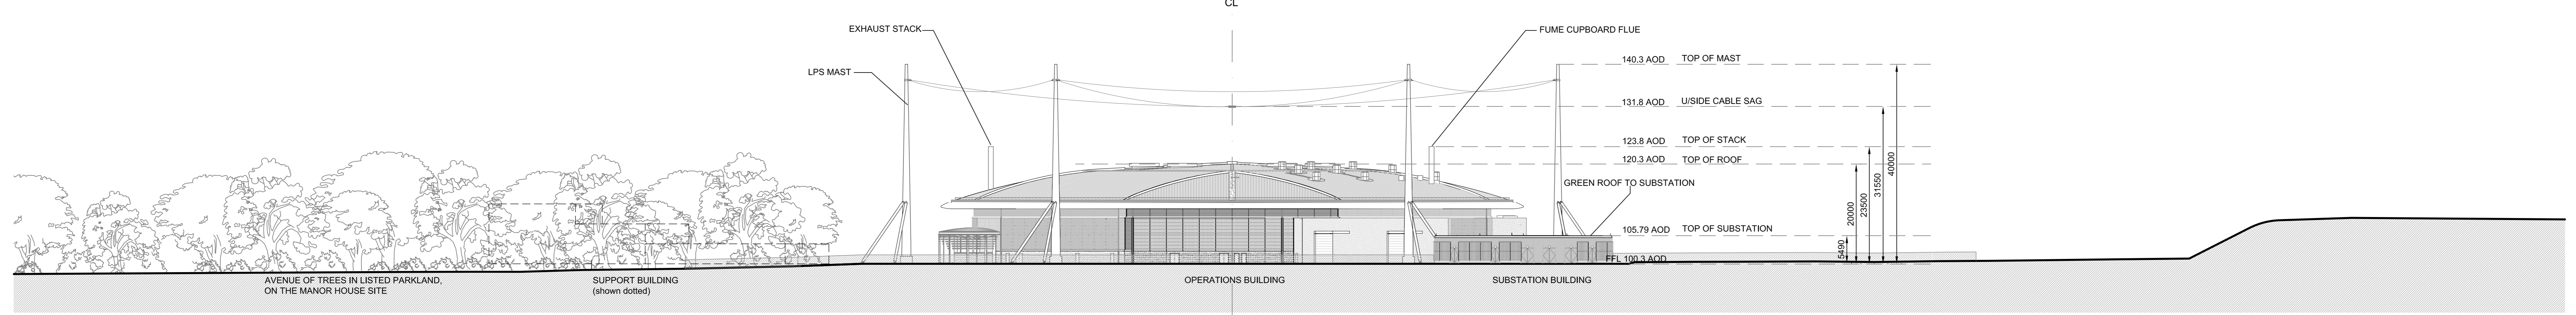 CL
EXHAUST STACK
FUME CUPBOARD FLUE
LPS MAST
140.3 AOD TOP OF MAST
131.8 AOD U/SIDE CABLE SAG
123.8 AOD TOP OF STACK
120.3 AOD TOP OF ROOF
GREEN ROOF TO SUBSTATION
105.79 AOD TOP OF SUBSTATION
FFL 100.3 AOD
5490
20000
23500
31550
40000
AVENUE OF TREES IN LISTED PARKLAND,
ON THE MANOR HOUSE SITE
SUPPORT BUILDING
(shown dotted)
OPERATIONS BUILDING
SUBSTATION BUILDING